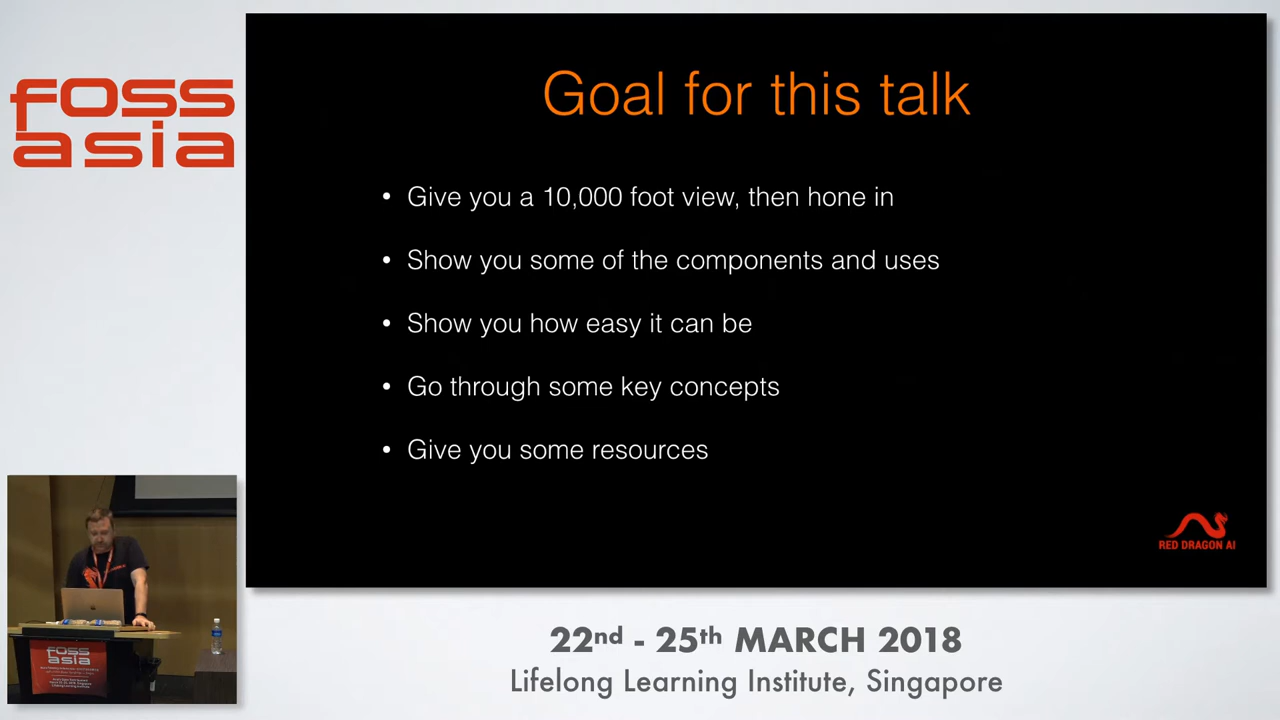 foss
asia
Goal for this talk
• Give you a 10,000 foot view, then hone in
• Show you some of the components and uses
• Show you how easy it can be
• Go through some key concepts
• Give you some resources
RED DRAGON AI
foss
asia
22nd - 25th MARCH 2018
Lifelong Learning Institute, Singapore